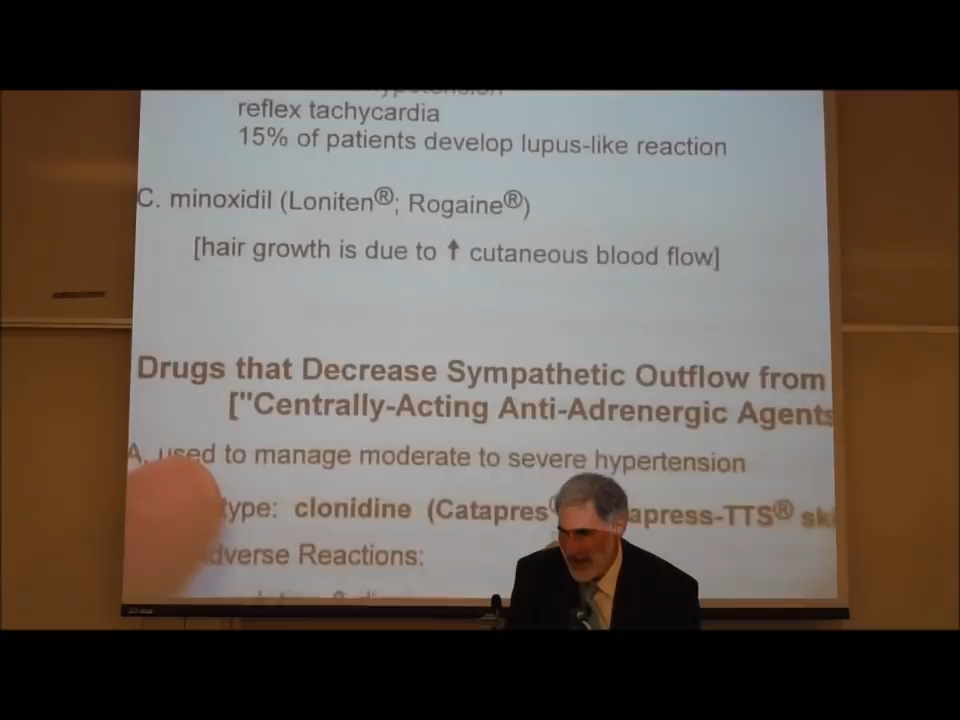 hypotension
reflex tachycardia
15% of patients develop lupus-like reaction
C. minoxidil (Loniten®; Rogaine®)
[hair growth is due to ↑ cutaneous blood flow]
Drugs that Decrease Sympathetic Outflow from
["Centrally-Acting Anti-Adrenergic Agents
A. used to manage moderate to severe hypertension
type: clonidine (Catapres apress-TTS® ski
dverse Reactions: